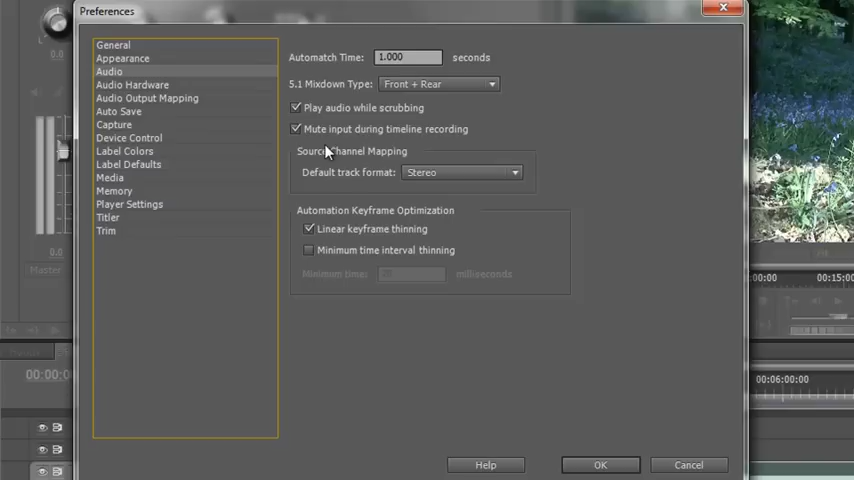 Preferences
General
Appearance
Audio
Audio Hardware
Audio Output Mapping
Auto Save
Capture
Device Control
Label Colors
Label Defaults
Media
Memory
Player Settings
Titler
Trim
Automatch Time: 1.000 seconds
5.1 Mixdown Type: Front + Rear
Play audio while scrubbing
Mute input during timeline recording
Source Channel Mapping
Default track format: Stereo
Automation Keyframe Optimization
Linear keyframe thinning
Minimum time interval thinning
Minimum time: milliseconds
Help OK Cancel
0.0
0.0
Master
00:00:0
:00:00 00:15:00
00:06:00:00